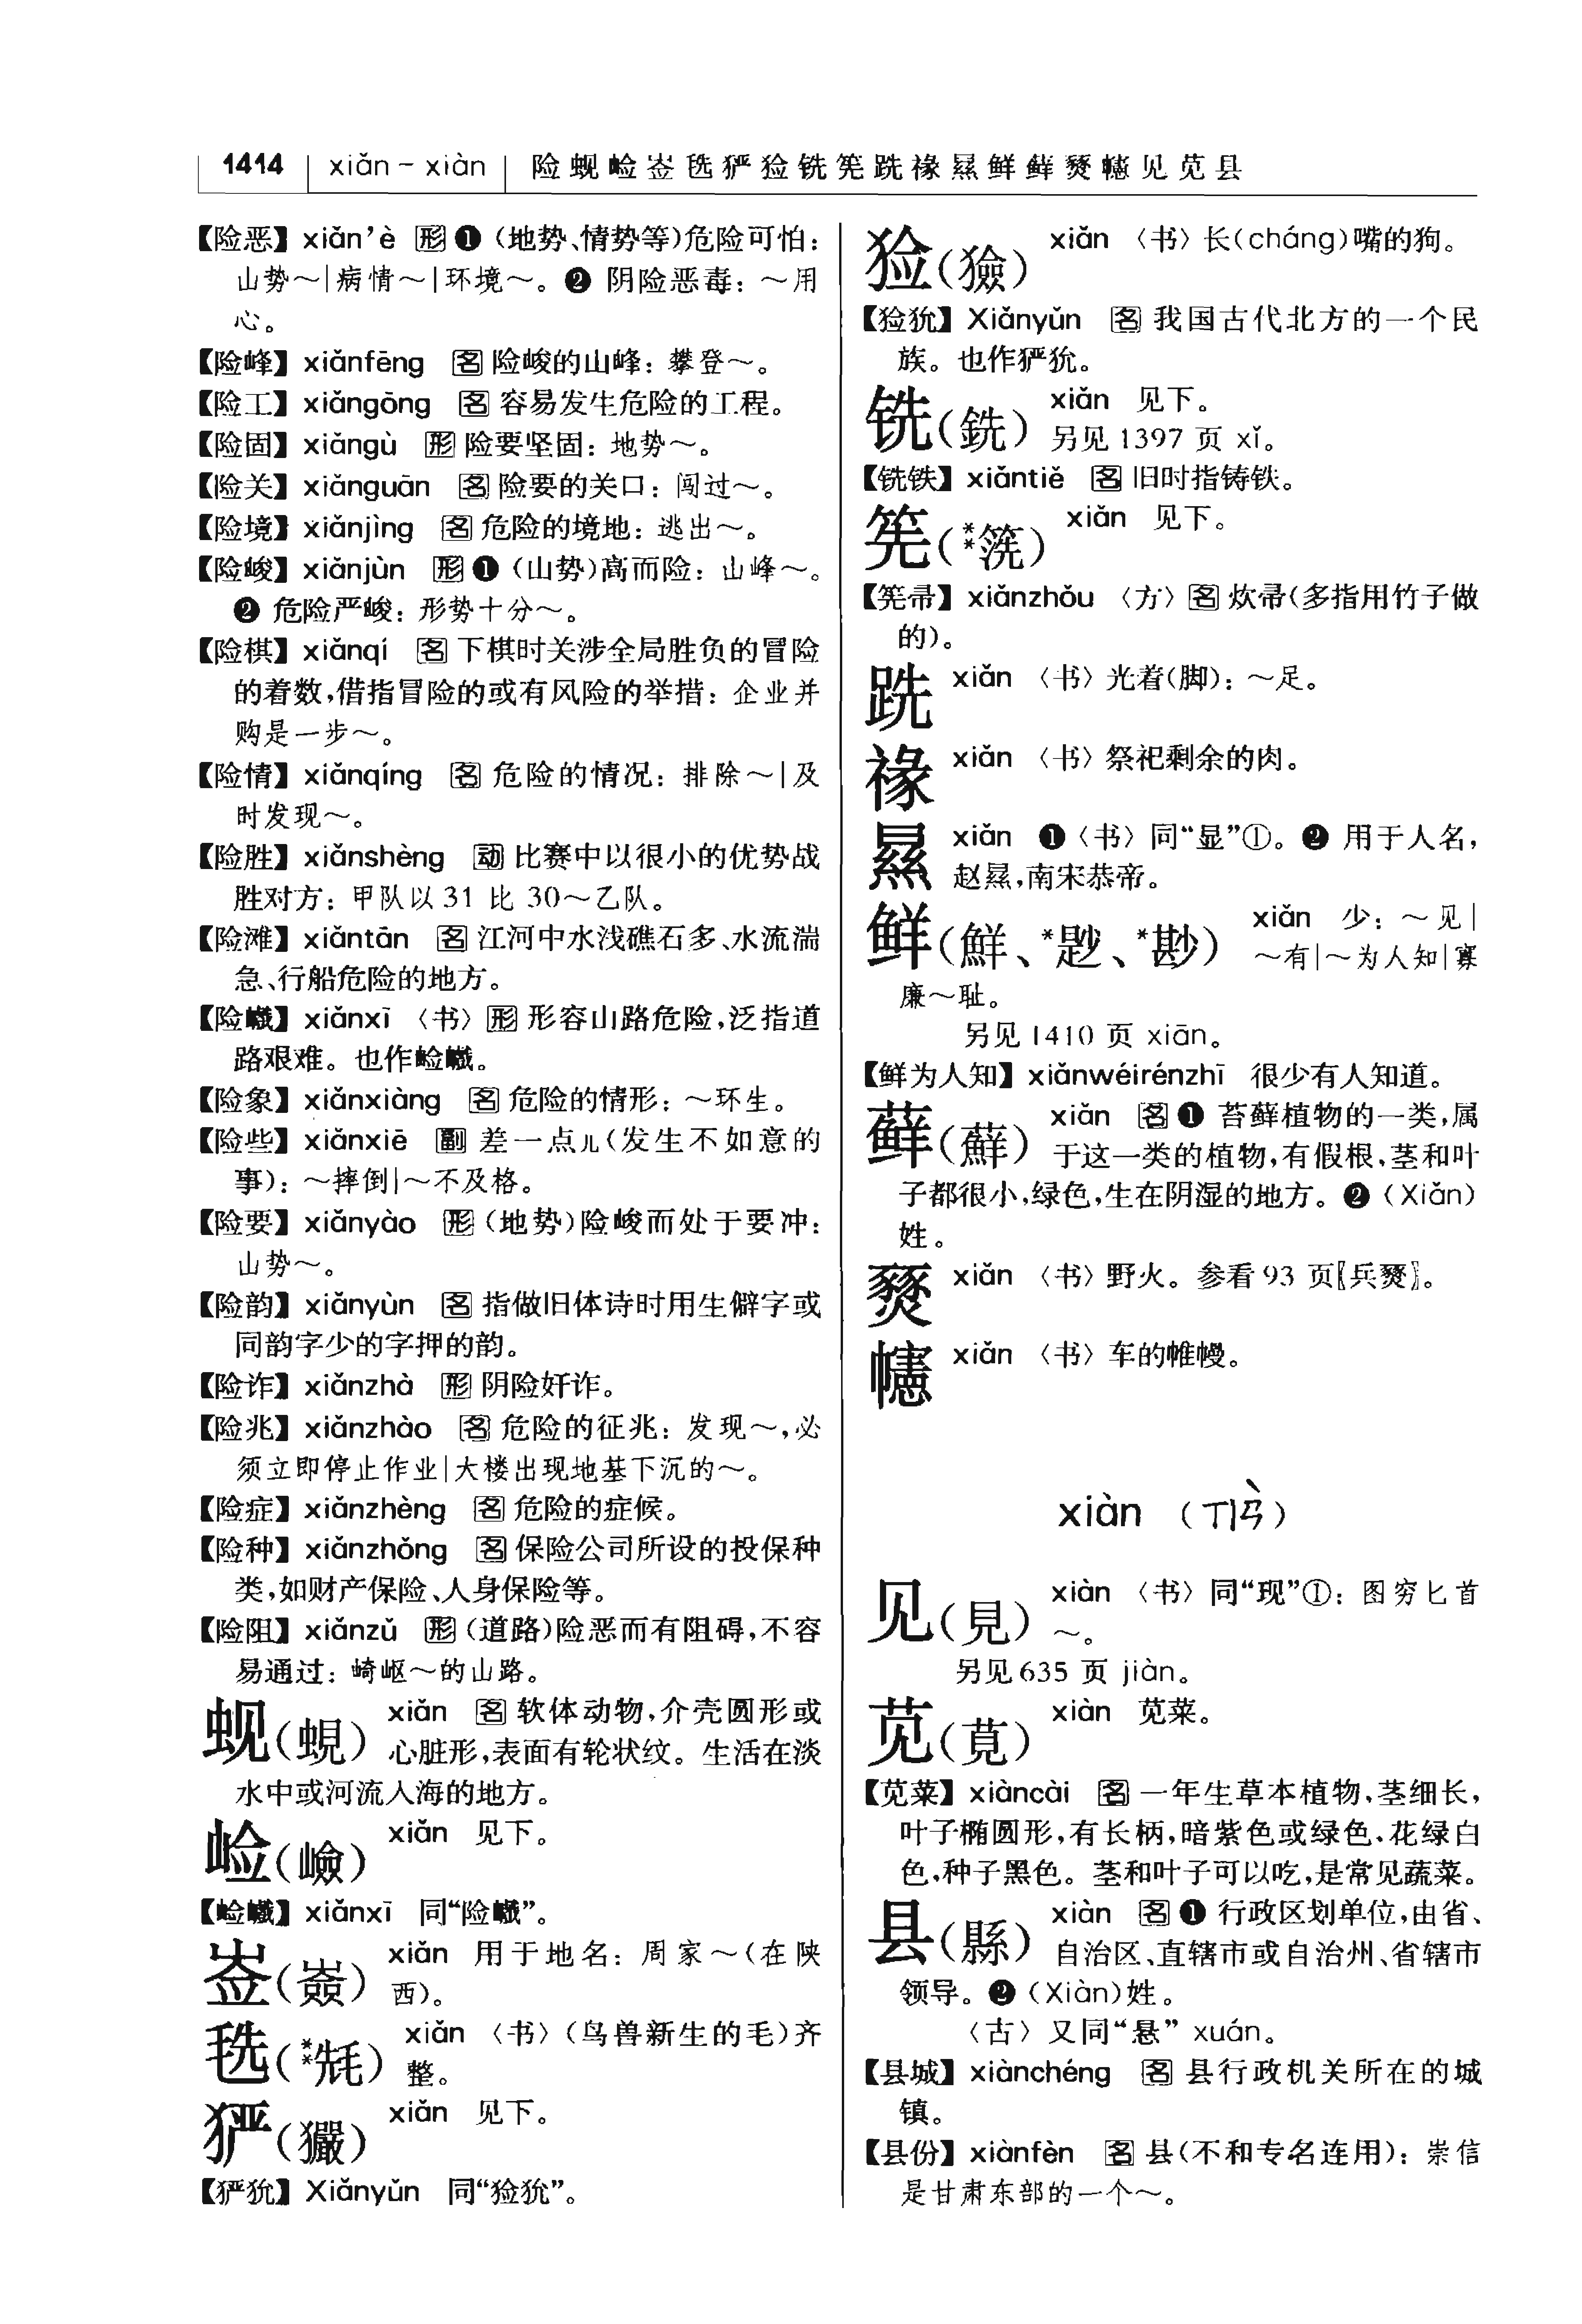 1414 xiǎn – xiàn 险蚬崄㟥毨𤞤猃铣筅跣禒㬎鲜藓燹幰见苋县
【险恶】xiǎn’è 形❶（地势、情势等）危险可怕：
山势～|病情～|环境～。❷ 阴险恶毒：～用
心。
【险峰】xiǎnfēng 名险峻的山峰：攀登～。
【险工】xiǎngōng 名容易发生危险的工程。
【险固】xiǎngù 形险要坚固：地势～。
【险关】xiǎnguān 名险要的关口：闯过～。
【险境】xiǎnjìng 名危险的境地：逃出～。
【险峻】xiǎnjùn 形❶（山势）高而险：山峰～。
❷ 危险严峻：形势十分～。
【险棋】xiǎnqí 名下棋时关涉全局胜负的冒险
的着数，借指冒险的或有风险的举措：企业并
购是一步～。
【险情】xiǎnqíng 名危险的情况：排除～|及
时发现～。
【险胜】xiǎnshèng 动比赛中以很小的优势战
胜对方：甲队以31 比 30～乙队。
【险滩】xiǎntān 名江河中水浅礁石多、水流湍
急、行船危险的地方。
【险巇】xiǎnxī〈书〉形形容山路危险，泛指道
路艰难。也作崄巇。
【险象】xiǎnxiàng 名危险的情形：～环生。
【险些】xiǎnxiē 副差一点儿（发生不如意的
事）：～摔倒|～不及格。
【险要】xiǎnyào 形（地势）险峻而处于要冲：
山势～。
【险韵】xiǎnyùn 名指做旧体诗时用生僻字或
同韵字少的字押的韵。
【险诈】xiǎnzhà 形阴险奸诈。
【险兆】xiǎnzhào 名危险的征兆：发现～，必
须立即停止作业|大楼出现地基下沉的～。
【险症】xiǎnzhèng 名危险的症候。
【险种】xiǎnzhǒng 名保险公司所设的投保种
类，如财产保险、人身保险等。
【险阻】xiǎnzǔ 形（道路）险恶而有阻碍，不容
易通过：崎岖～的山路。
蚬（蜆） xiǎn 名软体动物，介壳圆形或
心脏形，表面有轮状纹。生活在淡
水中或河流入海的地方。
崄（嶮） xiǎn 见下。
【崄巇】xiǎnxī 同“险巇”。
㟥（嶮） xiǎn 用于地名：周家～（在陕
西）。
毨（**毨） xiǎn〈书〉（鸟兽新生的毛）齐
整。
𤞤（玁） xiǎn 见下。
【𤞤狁】Xiǎnyǔn 同“猃狁”。
猃（獫） xiǎn〈书〉长（cháng）嘴的狗。
【猃狁】Xiǎnyǔn 名我国古代北方的一个民
族。也作𤞤狁。
铣（銑） xiǎn 见下。
另见 1397 页 xǐ。
【铣铁】xiǎntiě 名旧时指铸铁。
筅（**箲） xiǎn 见下。
【筅帚】xiǎnzhǒu〈方〉名炊帚（多指用竹子做
的）。
跣 xiǎn〈书〉光着（脚）：～足。
禒 xiǎn〈书〉祭祀剩余的肉。
㬎 xiǎn ❶〈书〉同“显”①。❷ 用于人名，
赵㬎，南宋恭帝。
鲜（鮮、*尟、*尠） xiǎn 少：～见|
～有|～为人知|寡
廉～耻。
另见 1410 页 xiān。
【鲜为人知】xiǎnwéirénzhī 很少有人知道。
藓（蘚） xiǎn 名❶ 苔藓植物的一类，属
于这一类的植物，有假根，茎和叶
子都很小，绿色，生在阴湿的地方。❷（Xiǎn）
姓。
燹 xiǎn〈书〉野火。参看93 页〖兵燹〗。
幰 xiǎn〈书〉车的帷幔。
xiàn （ㄒㄧㄢˋ）
见（見） xiàn〈书〉同“现”①：图穷匕首
～。
另见635 页 jiàn。
苋（莧） xiàn 苋菜。
【苋菜】xiàncài 名一年生草本植物，茎细长，
叶子椭圆形，有长柄，暗紫色或绿色，花绿白
色，种子黑色。茎和叶子可以吃，是常见蔬菜。
县（縣） xiàn 名❶ 行政区划单位，由省、
自治区、直辖市或自治州、省辖市
领导。❷（Xiàn）姓。
〈古〉又同“悬” xuán。
【县城】xiànchéng 名县行政机关所在的城
镇。
【县份】xiànfèn 名县（不和专名连用）：崇信
是甘肃东部的一个～。